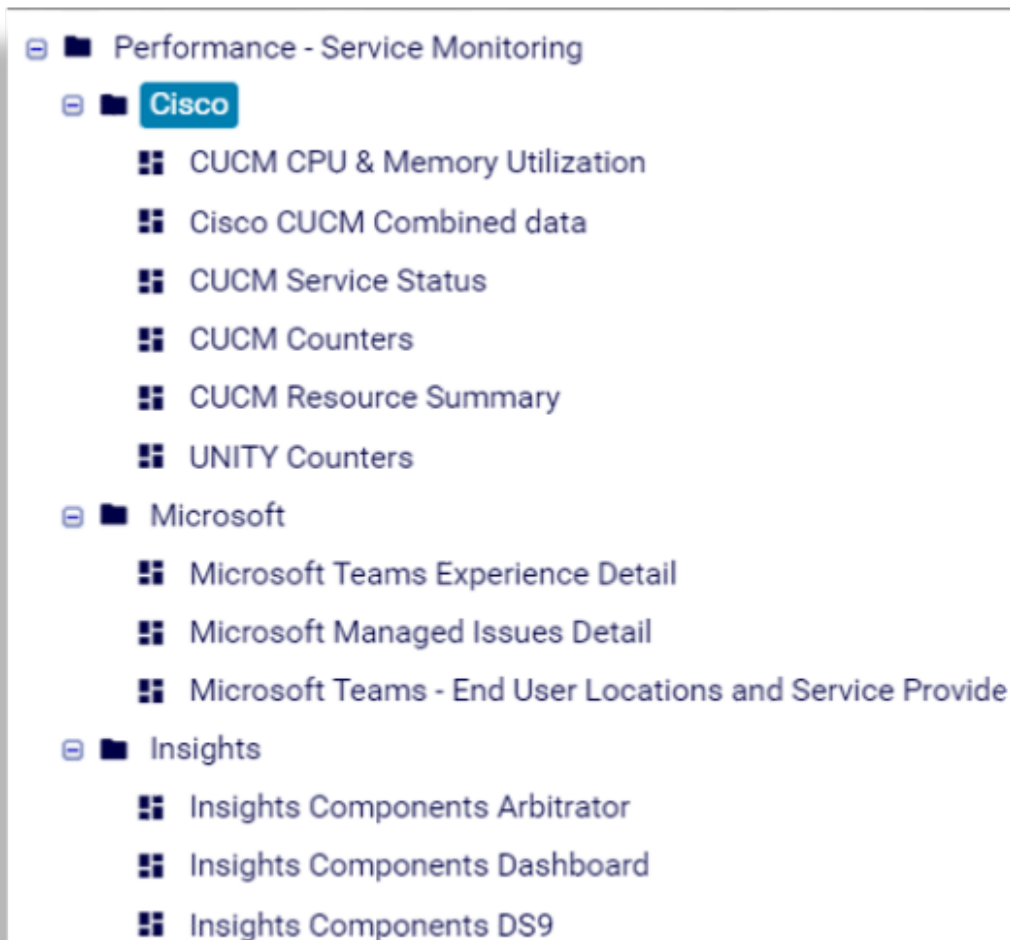 Performance - Service Monitoring
Cisco
CUCM CPU & Memory Utilization
Cisco CUCM Combined data
CUCM Service Status
CUCM Counters
CUCM Resource Summary
UNITY Counters
Microsoft
Microsoft Teams Experience Detail
Microsoft Managed Issues Detail
Microsoft Teams - End User Locations and Service Provide
Insights
Insights Components Arbitrator
Insights Components Dashboard
Insights Components DS9